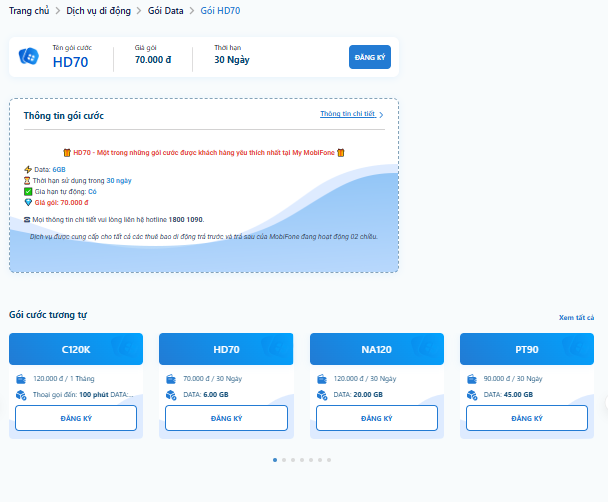 Trang chủ > Dịch vụ di động > Gói Data > Gói HD70
Tên gói cước
HD70
Giá gói
70.000 đ
Thời hạn
30 Ngày
ĐĂNG KÝ
Thông tin gói cước
Thông tin chi tiết >
HD70 - Một trong những gói cước được khách hàng yêu thích nhất tại My MobiFone
Data: 6GB
Thời hạn sử dụng trong 30 ngày
Gia hạn tự động: Có
Giá gói: 70.000 đ
Mọi thông tin chi tiết vui lòng liên hệ hotline 1800 1090.
Dịch vụ được cung cấp cho tất cả các thuê bao di động trả trước và trả sau của MobiFone đang hoạt động 02 chiều.
Gói cước tương tự
Xem tất cả
C120K
120.000 đ / 1 Tháng
Thoại gọi đến: 100 phút DATA: ...
ĐĂNG KÝ
HD70
70.000 đ / 30 Ngày
DATA: 6.00 GB
ĐĂNG KÝ
NA120
120.000 đ / 30 Ngày
DATA: 20.00 GB
ĐĂNG KÝ
PT90
90.000 đ / 30 Ngày
DATA: 45.00 GB
ĐĂNG KÝ